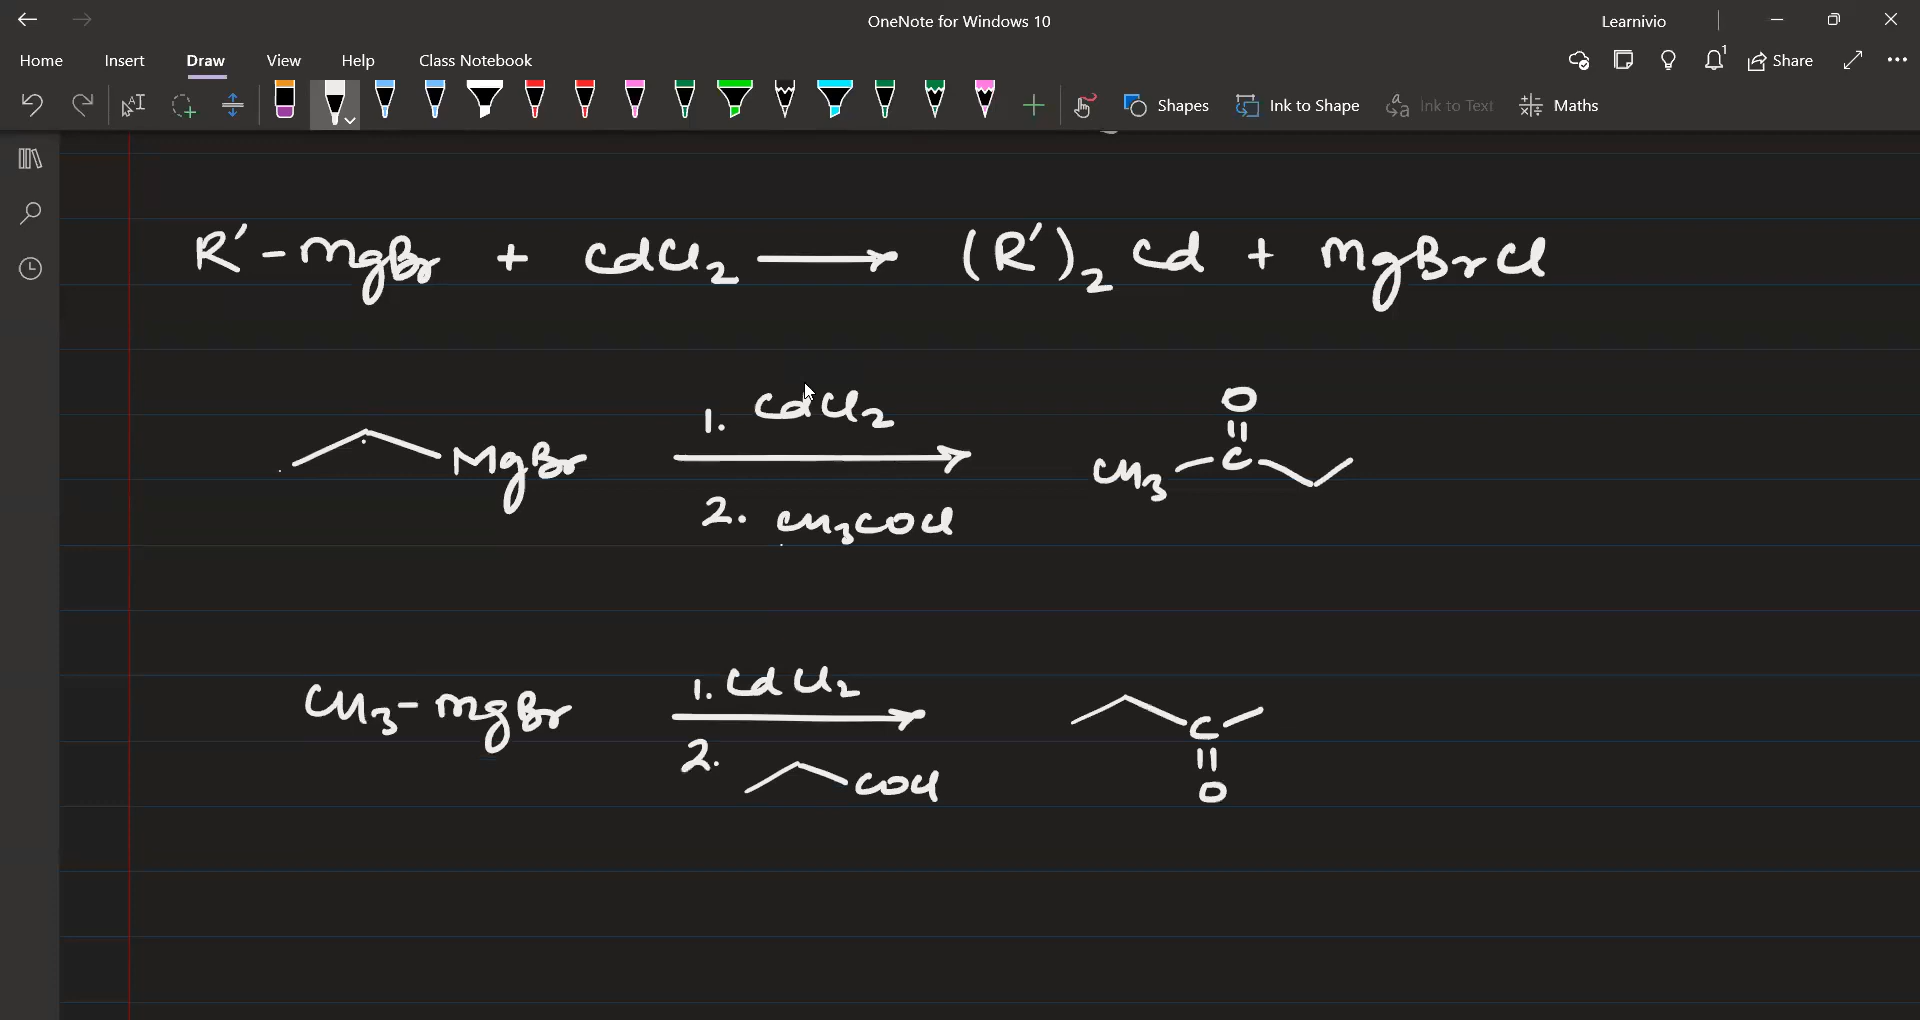 OneNote for Windows 10
Learnivio
Home Insert Draw View Help Class Notebook
1
Share
Shapes Ink to Shape Ink to Text Maths
R′-MgBr + CdCl2 ⟶ (R′)2 Cd + MgBrCl
1. CdCl2
O
MgBr
CH3 C
2. CH3COCl
CH3-MgBr
1. CdCl2
C
2. COCl
O